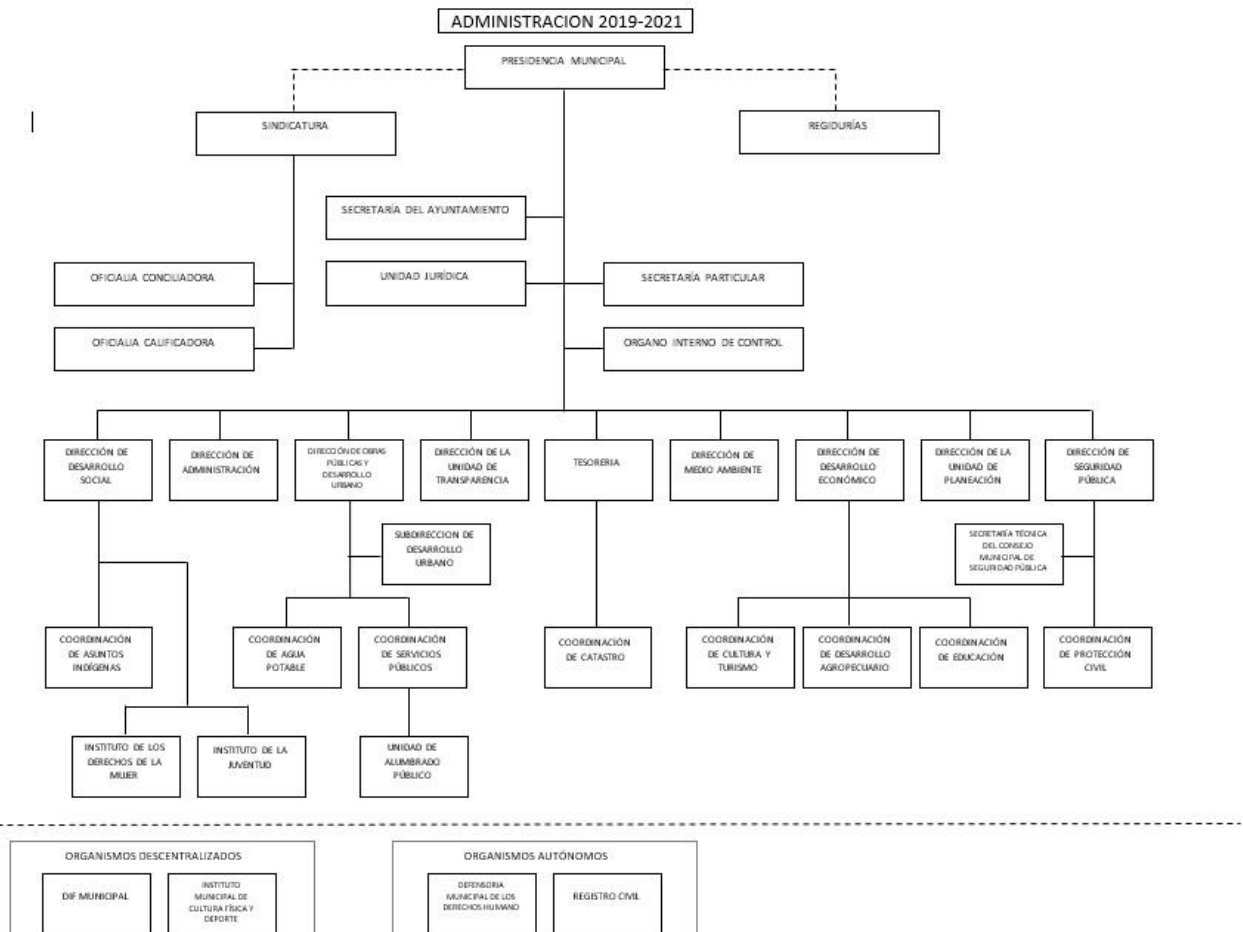 ADMINISTRACION 2019-2021
PRESIDENCIA MUNICIPAL
SINDICATURA
REGIDURÍAS
SECRETARÍA DEL AYUNTAMIENTO
OFICIALIA CONCILIADORA
UNIDAD JURÍDICA
SECRETARÍA PARTICULAR
OFICIALIA CALIFICADORA
ORGANO INTERNO DE CONTROL
DIRECCIÓN DE
DESARROLLO
SOCIAL
DIRECCIÓN DE
ADMINISTRACIÓN
DIRECCIÓN DE OBRAS
PÚBLICAS Y
DESARROLLO
URBANO
DIRECCIÓN DE LA
UNIDAD DE
TRANSPARENCIA
TESORERIA
DIRECCIÓN DE
MEDIO AMBIENTE
DIRECCIÓN DE
DESARROLLO
ECONÓMICO
DIRECCIÓN DE LA
UNIDAD DE
PLANEACIÓN
DIRECCIÓN DE
SEGURIDAD
PÚBLICA
SUBDIRECCION DE
DESARROLLO
URBANO
SECRETARÍA TÉCNICA
DEL CONSEJO
MUNICIPAL DE
SEGURIDAD PÚBLICA
COORDINACIÓN
DE ASUNTOS
INDÍGENAS
COORDINACIÓN
DE AGUA
POTABLE
COORDINACIÓN
DE SERVICIOS
PÚBLICOS
COORDINACIÓN
DE CATASTRO
COORDINACIÓN
DE CULTURA Y
TURISMO
COORDINACIÓN
DE DESARROLLO
AGROPECUARIO
COORDINACIÓN
DE EDUCACIÓN
COORDINACIÓN
DE PROTECCIÓN
CIVIL
INSTITUTO DE LOS
DERECHOS DE LA
MUJER
INSTITUTO DE LA
JUVENTUD
UNIDAD DE
ALUMBRADO
PÚBLICO
ORGANISMOS DESCENTRALIZADOS
DIF MUNICIPAL
INSTITUTO
MUNICIPAL DE
CULTURA FÍSICA Y
DEPORTE
ORGANISMOS AUTÓNOMOS
DEFENSORIA
MUNICIPAL DE LOS
DERECHOS HUMANO
REGISTRO CIVIL